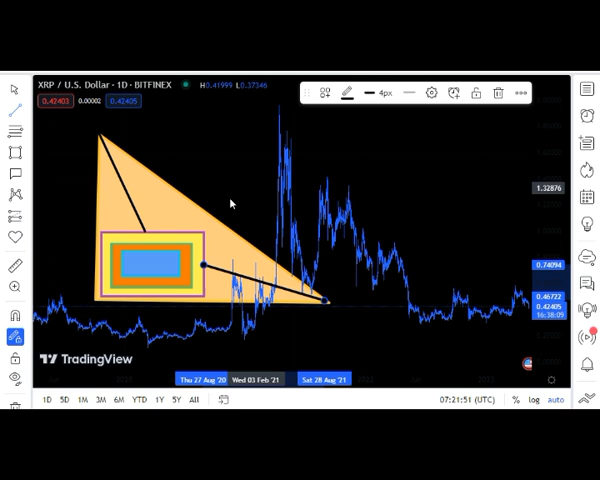 XRP / U.S. Dollar · 1D · BITFINEX H0.41999 L0.37346
0.42403 0.00002 0.42405
4px
1.32876
0.74094
0.46722
0.42405
16:38:09
TradingView
Thu 27 Aug '20 Wed 03 Feb '21 Sat 28 Aug '21 2022
1D 5D 1M 3M 6M YTD 1Y 5Y All 07:21:51 (UTC) % log auto